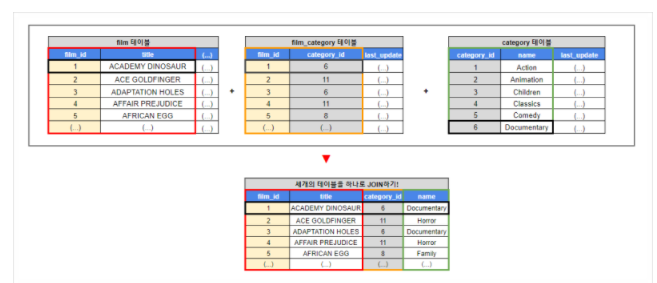 film 테이블
film_id title (...)
1 ACADEMY DINOSAUR (...)
2 ACE GOLDFINGER (...)
3 ADAPTATION HOLES (...)
4 AFFAIR PREJUDICE (...)
5 AFRICAN EGG (...)
(...) (...) (...)
+
film_category 테이블
film_id category_id last_update
1 6 (...)
2 11 (...)
3 6 (...)
4 11 (...)
5 8 (...)
(...) (...) (...)
+
category 테이블
category_id name last_update
1 Action (...)
2 Animation (...)
3 Children (...)
4 Classics (...)
5 Comedy (...)
6 Documentary (...)
세개의 테이블을 하나로 JOIN하기!
film_id title category_id name
1 ACADEMY DINOSAUR 6 Documentary
2 ACE GOLDFINGER 11 Horror
3 ADAPTATION HOLES 6 Documentary
4 AFFAIR PREJUDICE 11 Horror
5 AFRICAN EGG 8 Family
(...) (...) (...) (...)